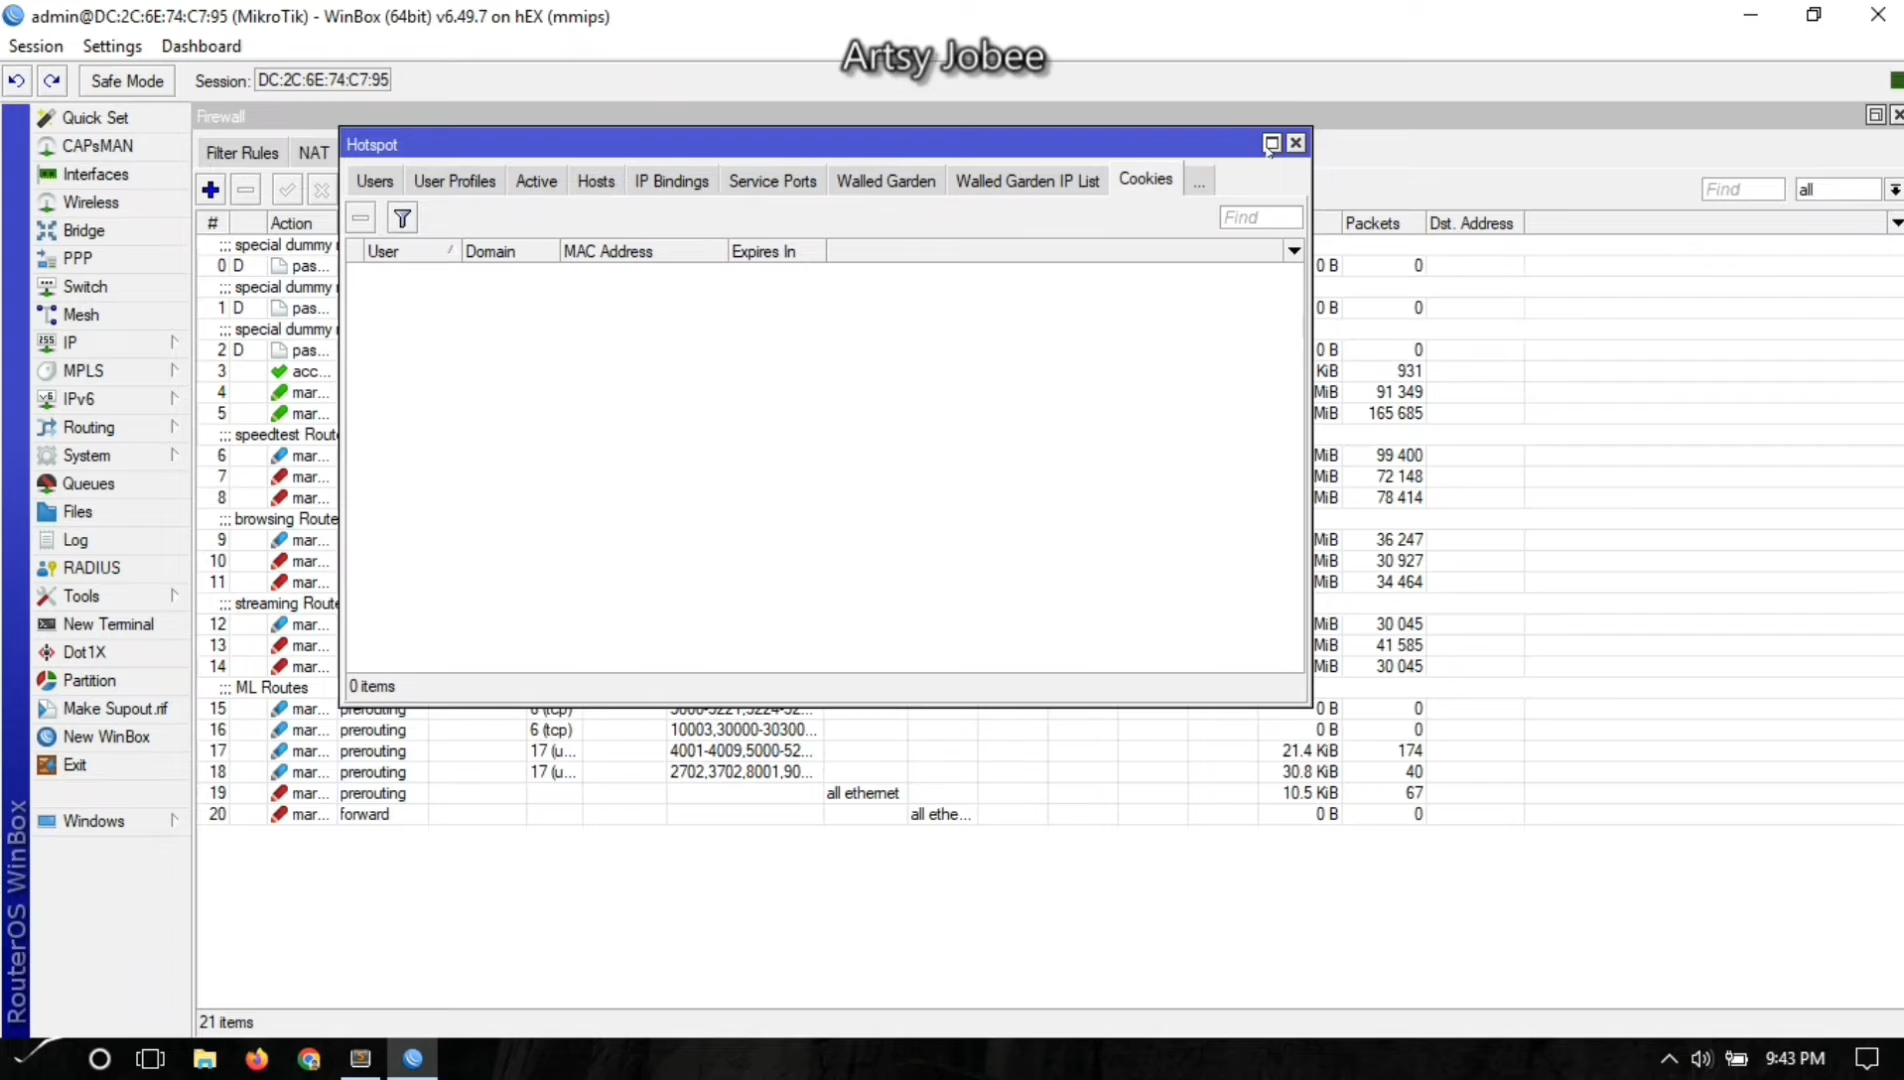 admin@DC:2C:6E:74:C7:95 (MikroTik) - WinBox (64bit) v6.49.7 on hEX (mmips)
Session Settings Dashboard
Artsy Jobee
Safe Mode Session: DC:2C:6E:74:C7:95
Quick Set
CAPsMAN
Interfaces
Wireless
Bridge
PPP
Switch
Mesh
IP
MPLS
IPv6
Routing
System
Queues
Files
Log
RADIUS
Tools
New Terminal
Dot1X
Partition
Make Supout.rif
New WinBox
Exit
Windows
RouterOS WinBox
Firewall
Filter Rules NAT
Find all
# Action Packets Dst. Address
::: special dummy
0 D pas... 0 B 0
::: special dummy
1 D pas... 0 B 0
::: special dummy
2 D pas... 0 B 0
3 acc... KiB 931
4 mar... MiB 91 349
5 mar... MiB 165 685
::: speedtest Route
6 mar... MiB 99 400
7 mar... MiB 72 148
8 mar... MiB 78 414
::: browsing Route
9 mar... MiB 36 247
10 mar... MiB 30 927
11 mar... MiB 34 464
::: streaming Route
12 mar... MiB 30 045
13 mar... MiB 41 585
14 mar... MiB 30 045
::: ML Routes
15 mar... prerouting 6 (tcp) 0 B 0
16 mar... prerouting 6 (tcp) 10003,30000-30300... 0 B 0
17 mar... prerouting 17 (u... 4001-4009,5000-52... 21.4 KiB 174
18 mar... prerouting 17 (u... 2702,3702,8001,90... 30.8 KiB 40
19 mar... prerouting all ethernet 10.5 KiB 67
20 mar... forward all ethe... 0 B 0
21 items
Hotspot
Users User Profiles Active Hosts IP Bindings Service Ports Walled Garden Walled Garden IP List Cookies ...
Find
User Domain MAC Address Expires In
0 items
9:43 PM